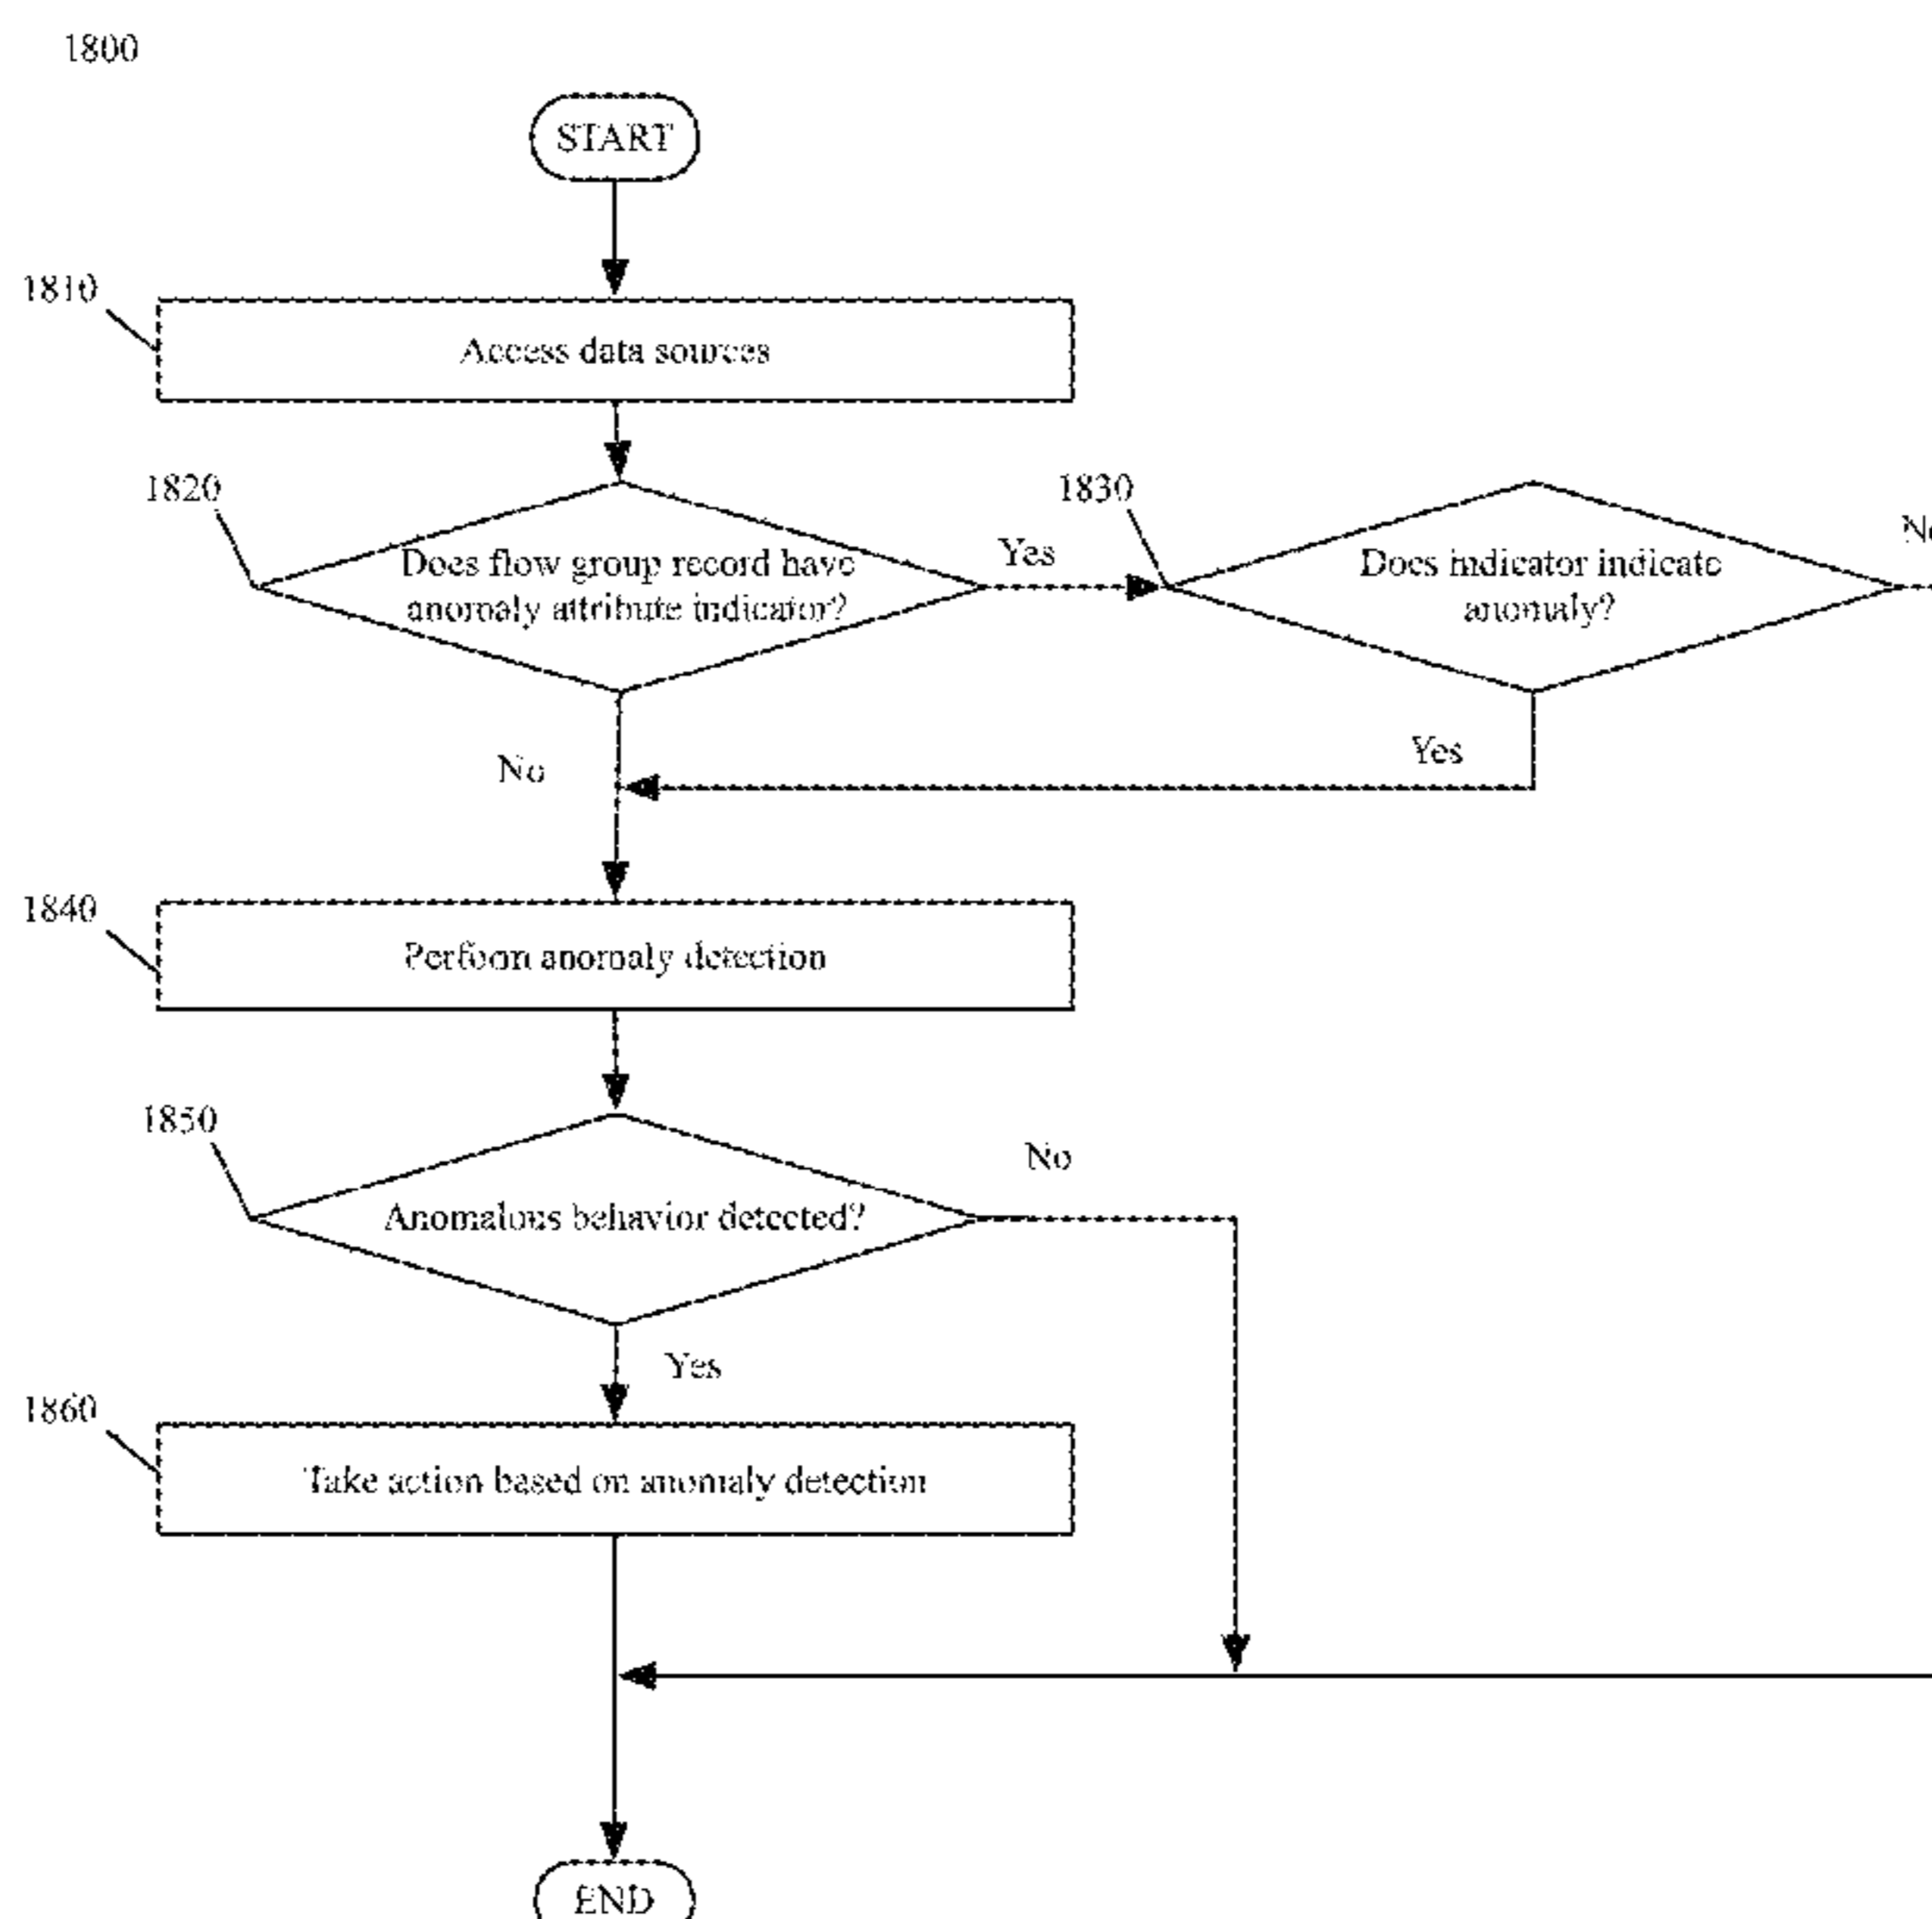 1800
START
1810
Access data sources
1820
Does flow group record have
anomaly attribute indicator?
Yes
1830
Does indicator indicate
anomaly?
No
Yes
1840
Perform anomaly detection
1850
Anomalous behavior detected?
No
Yes
1860
Take action based on anomaly detection
END